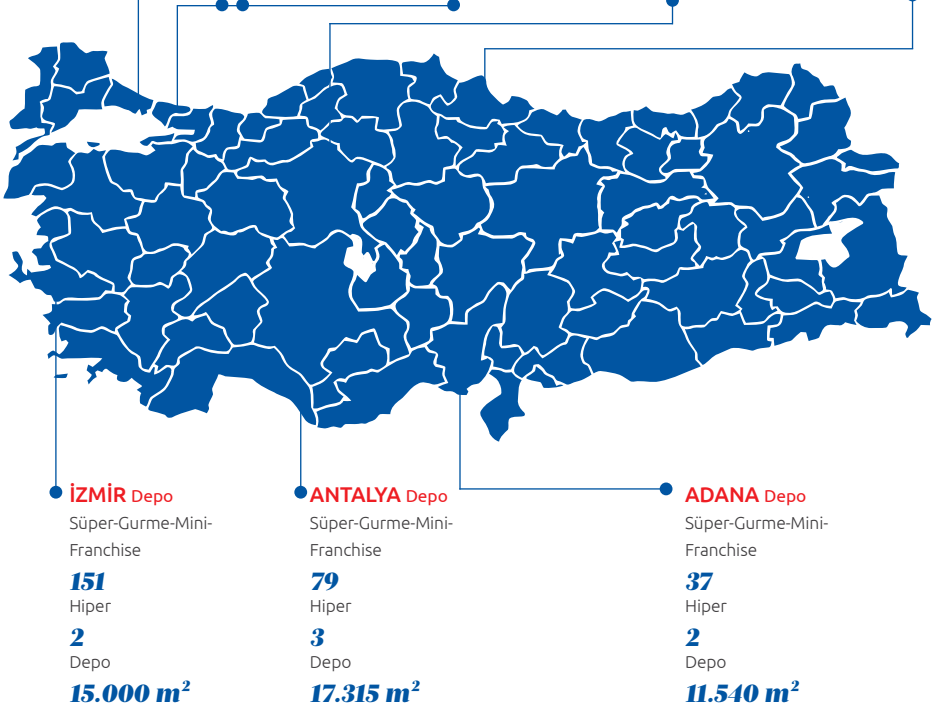 İZMİR Depo
Süper-Gurme-Mini-
Franchise
151
Hiper
2
Depo
15.000 m²
ANTALYA Depo
Süper-Gurme-Mini-
Franchise
79
Hiper
3
Depo
17.315 m²
ADANA Depo
Süper-Gurme-Mini-
Franchise
37
Hiper
2
Depo
11.540 m²